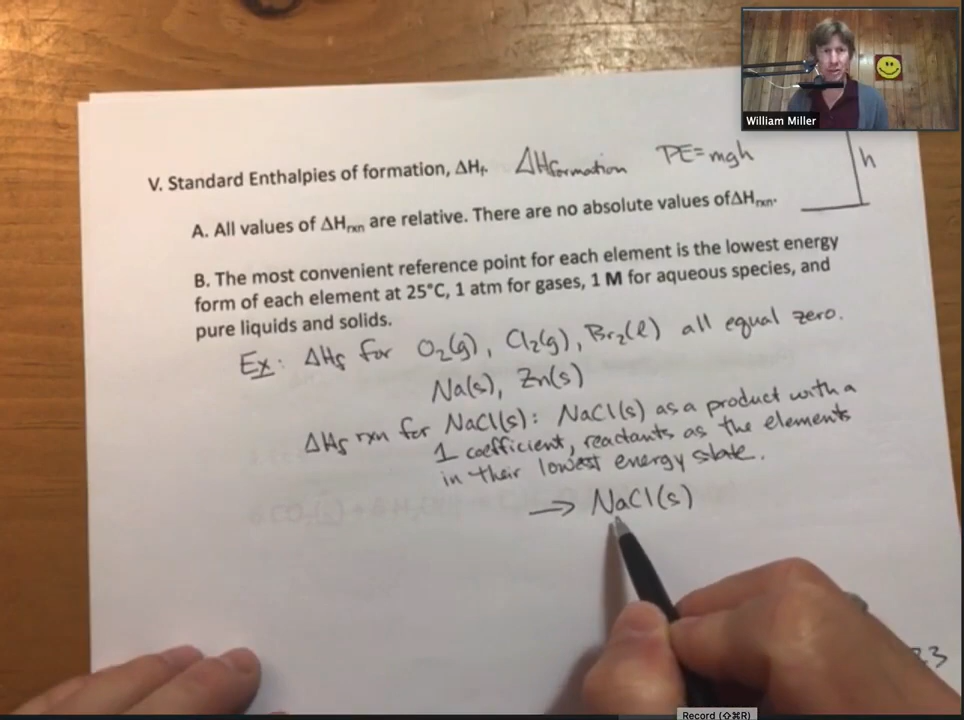 William Miller
V. Standard Enthalpies of formation, ΔHf. ΔHformation PE=mgh
h
A. All values of ΔHrxn are relative. There are no absolute values ofΔHrxn.
B. The most convenient reference point for each element is the lowest energy
form of each element at 25°C, 1 atm for gases, 1 M for aqueous species, and
pure liquids and solids.
Ex: ΔHf for O₂(g), Cl₂(g), Br₂(l) all equal zero.
Na(s), Zn(s)
ΔHf rxn for NaCl(s): NaCl(s) as a product with a
1 coefficient, reactants as the elements
in their lowest energy state.
→ NaCl(s)
Record (⇧⌘R)